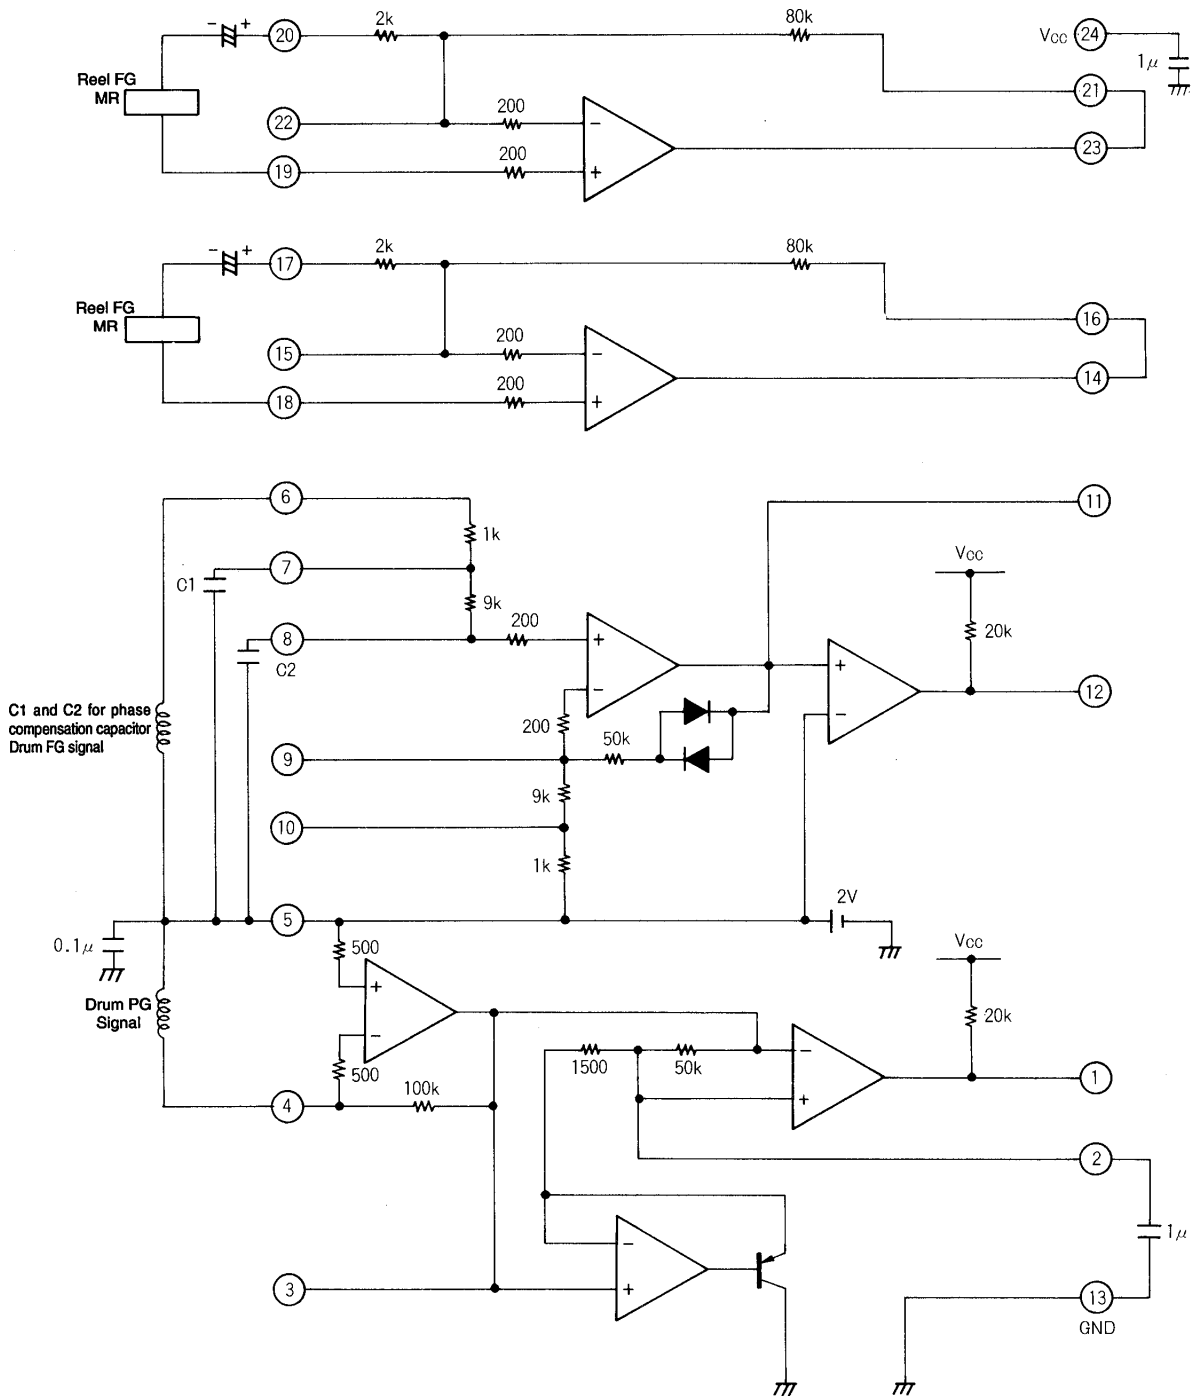 2k
80k
- +
20
Vcc 24
1μ
Reel FG
MR
21
22
200
-
23
19
200
+
- +
17
2k
80k
Reel FG
MR
16
15
200
-
14
18
200
+
6
11
1k
7
C1
9k
Vcc
8
200
+
20k
C2
+
12
-
C1 and C2 for phase
compensation capacitor
Drum FG signal
200
-
9
50k
9k
10
1k
5
2V
0.1μ
500
Vcc
+
Drum PG
Signal
20k
-
500
1500
50k
-
4
100k
1
+
2
-
1μ
3
+
13
GND